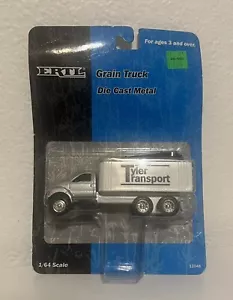 For ages 3 and over.
ERTL
Grain Truck
Die Cast Metal
Tyler
Transport
1/64 Scale